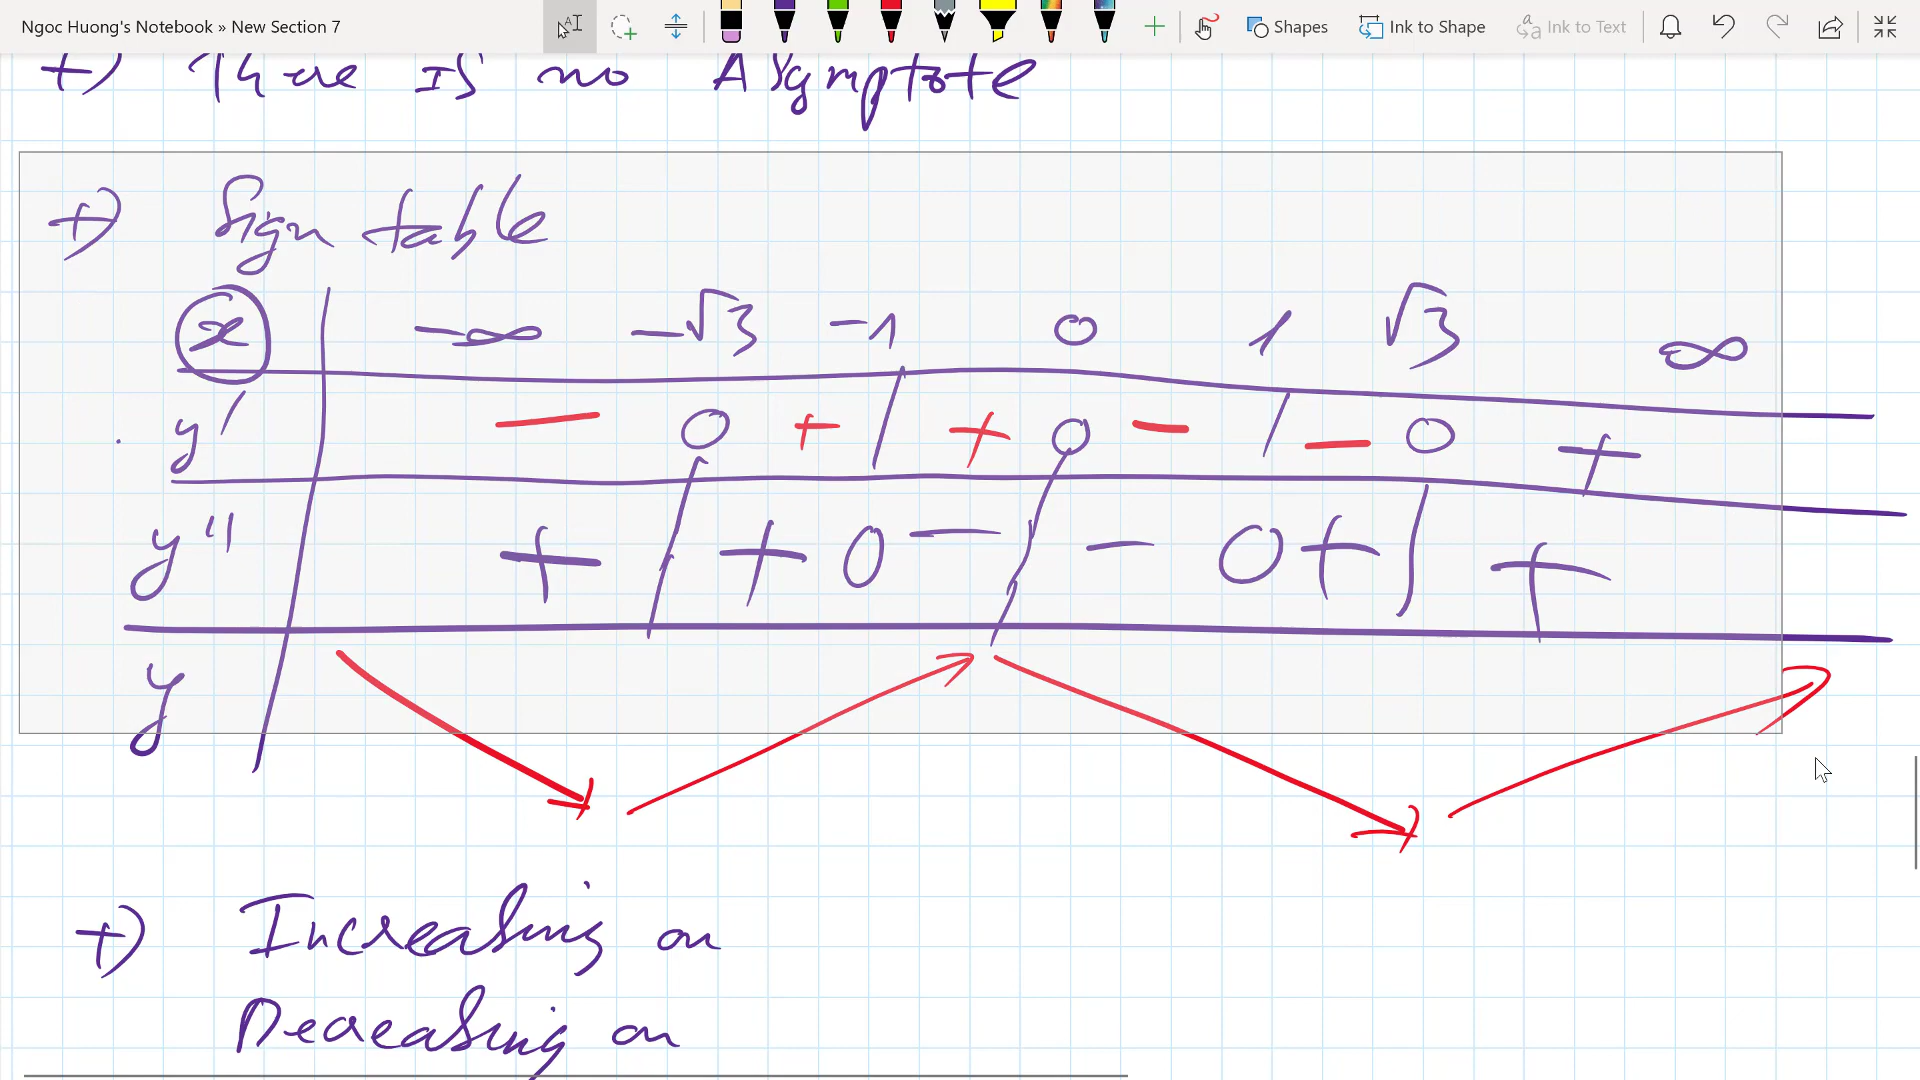 Ngoc Huong's Notebook » New Section 7 Shapes Ink to Shape Ink to Text
+) There is no Asymptote
+) Sign table
x -∞ -√3 -1 0 1 √3 ∞
y' − 0 + | + 0 − | − 0 +
y'' + | + 0 − | − 0 + | +
y
+) Increasing on
Decreasing on